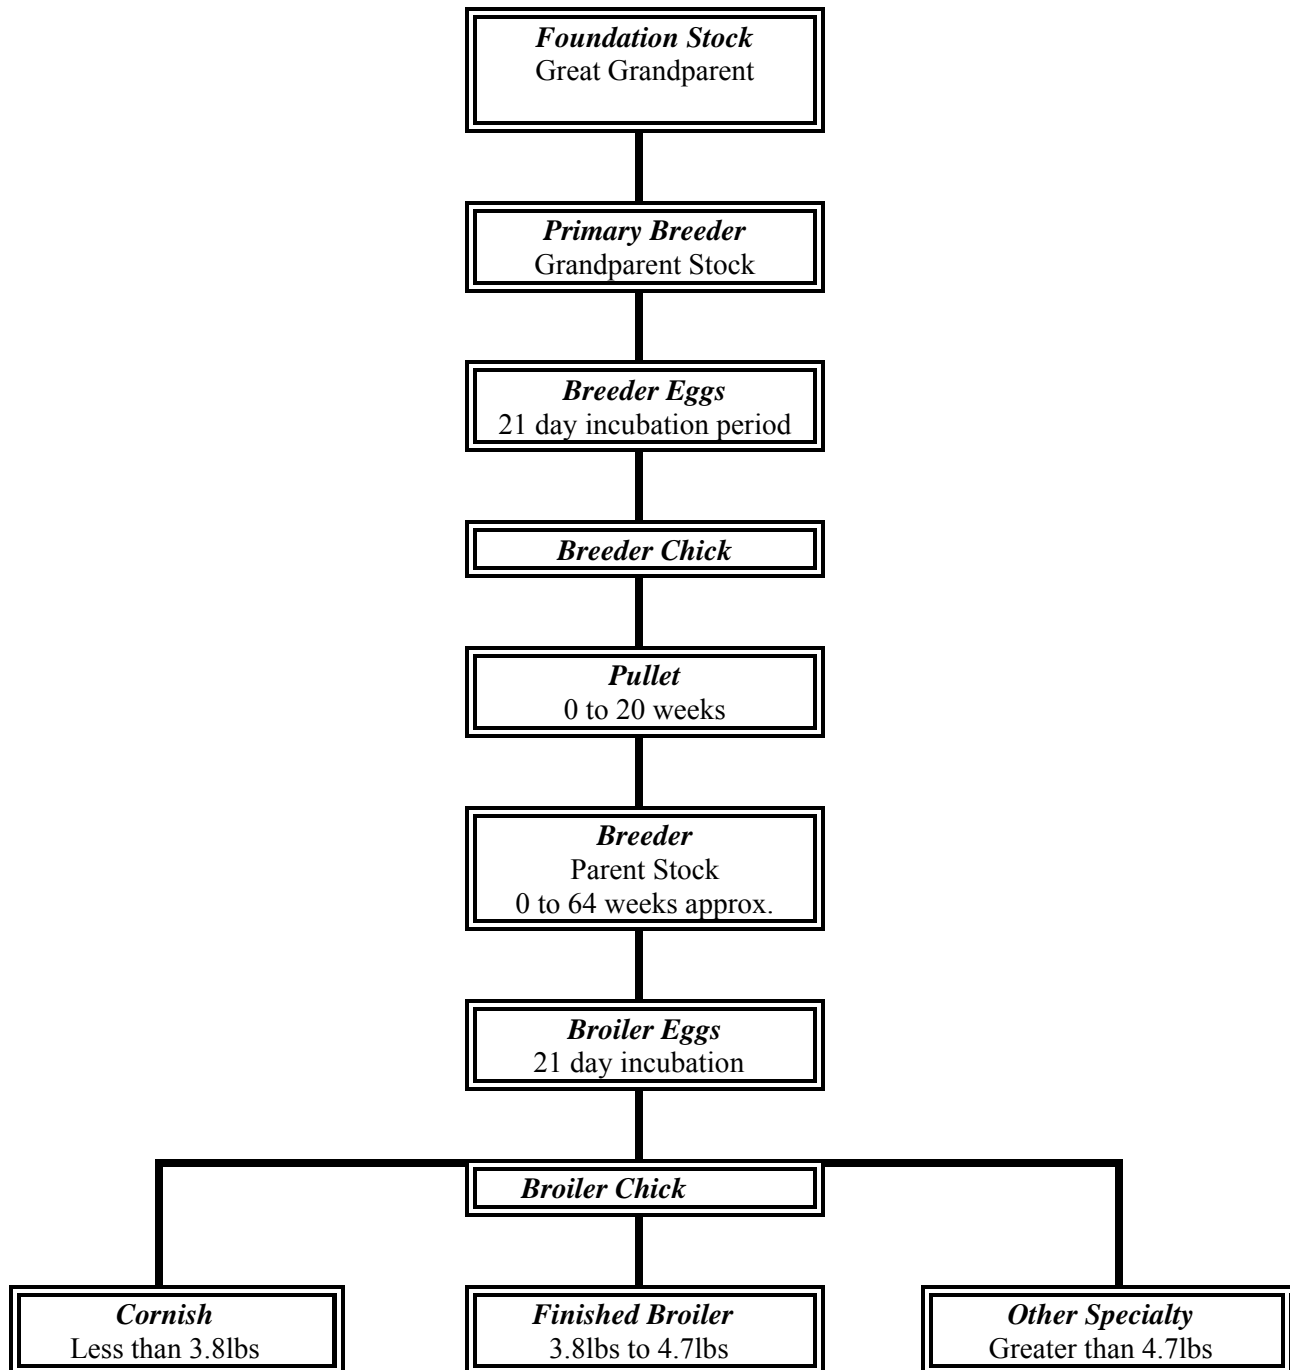 Foundation Stock
Great Grandparent
Primary Breeder
Grandparent Stock
Breeder Eggs
21 day incubation period
Breeder Chick
Pullet
0 to 20 weeks
Breeder
Parent Stock
0 to 64 weeks approx.
Broiler Eggs
21 day incubation
Broiler Chick
Cornish
Less than 3.8lbs
Finished Broiler
3.8lbs to 4.7lbs
Other Specialty
Greater than 4.7lbs